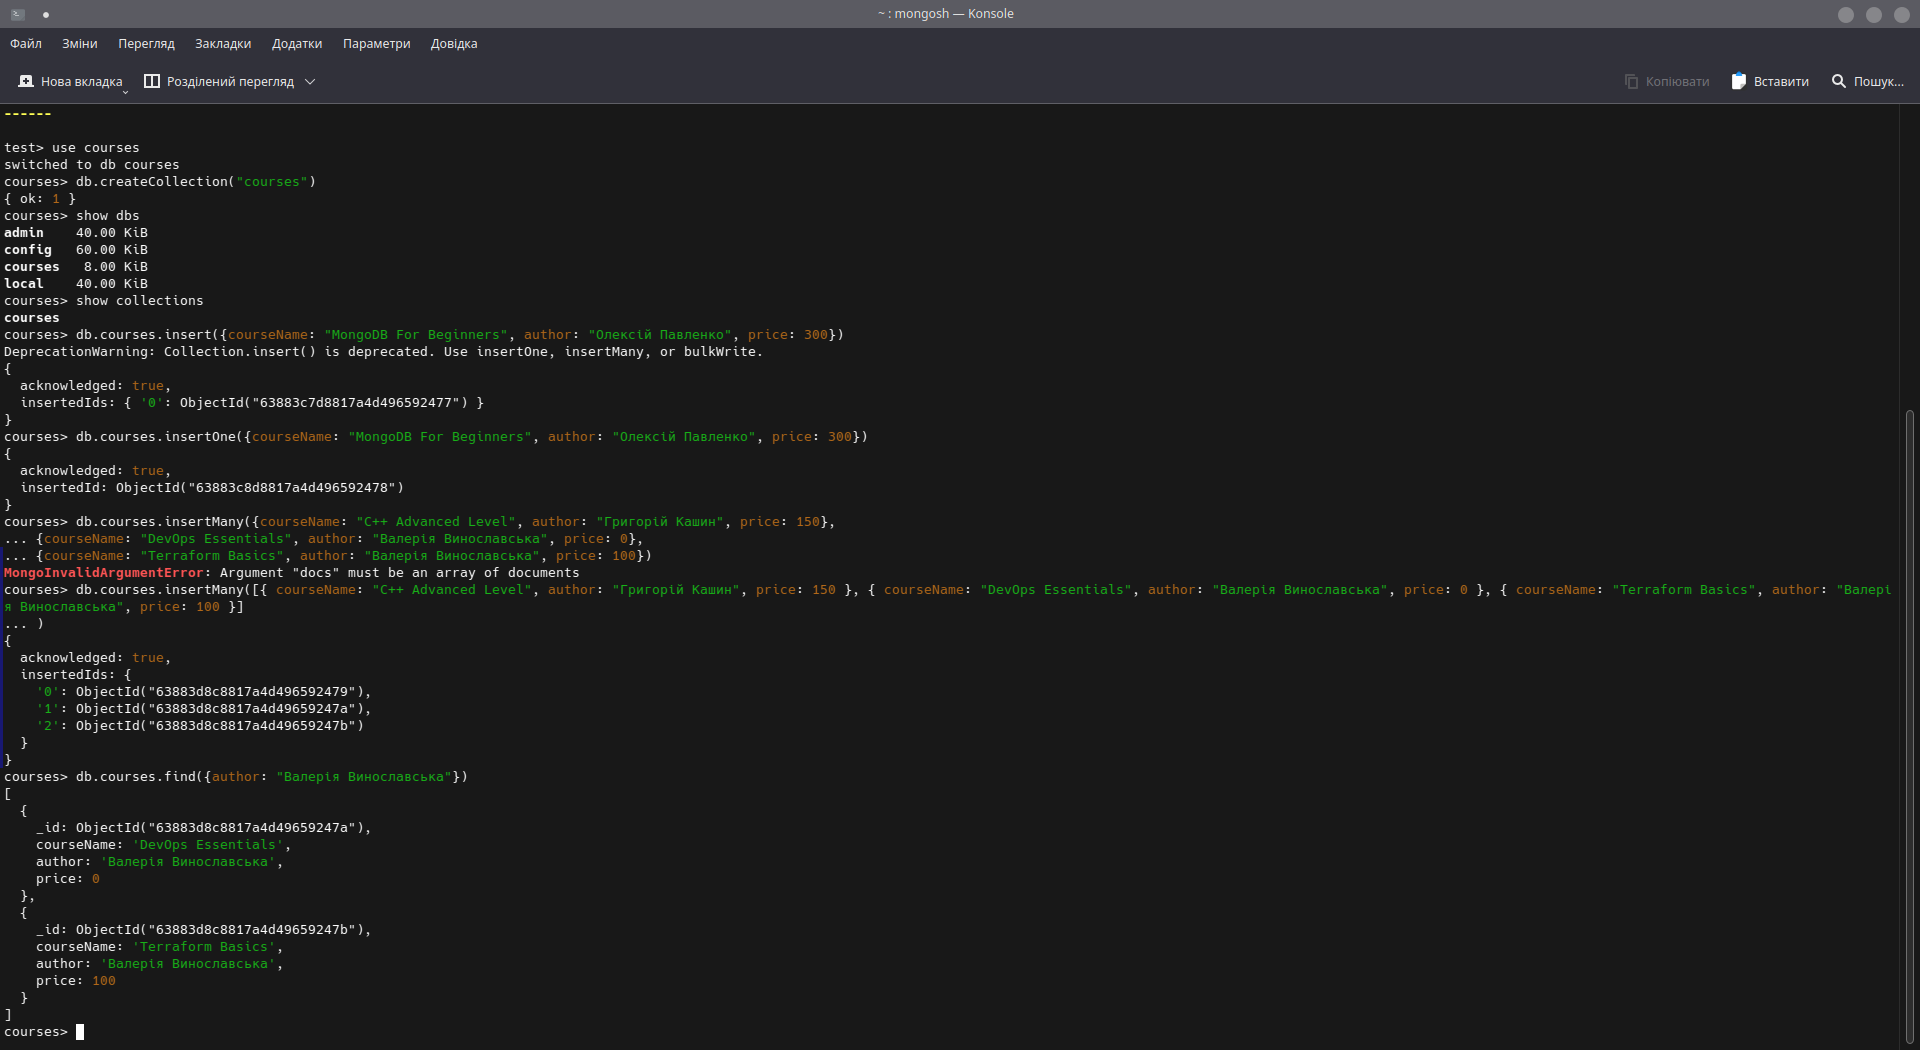 ~ : mongosh — Konsole
Файл Зміни Перегляд Закладки Додатки Параметри Довідка
Нова вкладка Розділений перегляд Копіювати Вставити Пошук...
------
test> use courses
switched to db courses
courses> db.createCollection("courses")
{ ok: 1 }
courses> show dbs
admin    40.00 KiB
config   60.00 KiB
courses   8.00 KiB
local    40.00 KiB
courses> show collections
courses
courses> db.courses.insert({courseName: "MongoDB For Beginners", author: "Олексій Павленко", price: 300})
DeprecationWarning: Collection.insert() is deprecated. Use insertOne, insertMany, or bulkWrite.
{
  acknowledged: true,
  insertedIds: { '0': ObjectId("63883c7d8817a4d496592477") }
}
courses> db.courses.insertOne({courseName: "MongoDB For Beginners", author: "Олексій Павленко", price: 300})
{
  acknowledged: true,
  insertedId: ObjectId("63883c8d8817a4d496592478")
}
courses> db.courses.insertMany({courseName: "C++ Advanced Level", author: "Григорій Кашин", price: 150},
... {courseName: "DevOps Essentials", author: "Валерія Винославська", price: 0},
... {courseName: "Terraform Basics", author: "Валерія Винославська", price: 100})
MongoInvalidArgumentError: Argument "docs" must be an array of documents
courses> db.courses.insertMany([{ courseName: "C++ Advanced Level", author: "Григорій Кашин", price: 150 }, { courseName: "DevOps Essentials", author: "Валерія Винославська", price: 0 }, { courseName: "Terraform Basics", author: "Валері
я Винославська", price: 100 }]
... )
{
  acknowledged: true,
  insertedIds: {
    '0': ObjectId("63883d8c8817a4d496592479"),
    '1': ObjectId("63883d8c8817a4d49659247a"),
    '2': ObjectId("63883d8c8817a4d49659247b")
  }
}
courses> db.courses.find({author: "Валерія Винославська"})
[
  {
    _id: ObjectId("63883d8c8817a4d49659247a"),
    courseName: 'DevOps Essentials',
    author: 'Валерія Винославська',
    price: 0
  },
  {
    _id: ObjectId("63883d8c8817a4d49659247b"),
    courseName: 'Terraform Basics',
    author: 'Валерія Винославська',
    price: 100
  }
]
courses>